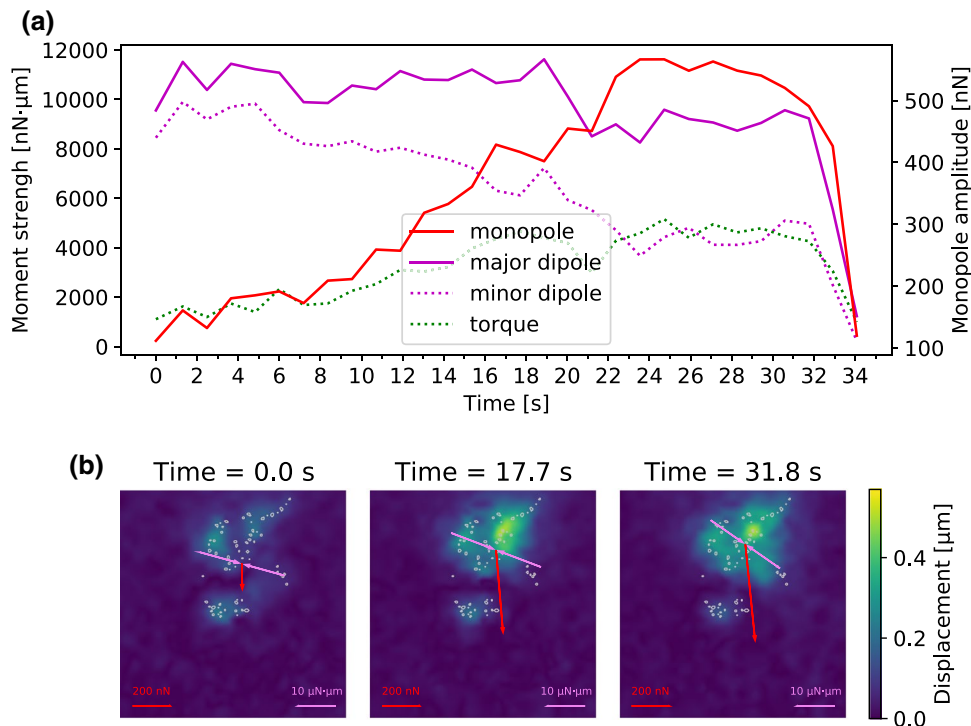 (a)
12000
10000
8000
6000
4000
2000
0
Moment strengh [nN·µm]
500
400
300
200
100
Monopole amplitude [nN]
monopole
major dipole
minor dipole
torque
0 2 4 6 8 10 12 14 16 18 20 22 24 26 28 30 32 34
Time [s]
(b)
Time = 0.0 s Time = 17.7 s Time = 31.8 s
200 nN 10 µN·µm 200 nN 10 µN·µm 200 nN 10 µN·µm
0.4
0.2
0.0
Displacement [µm]